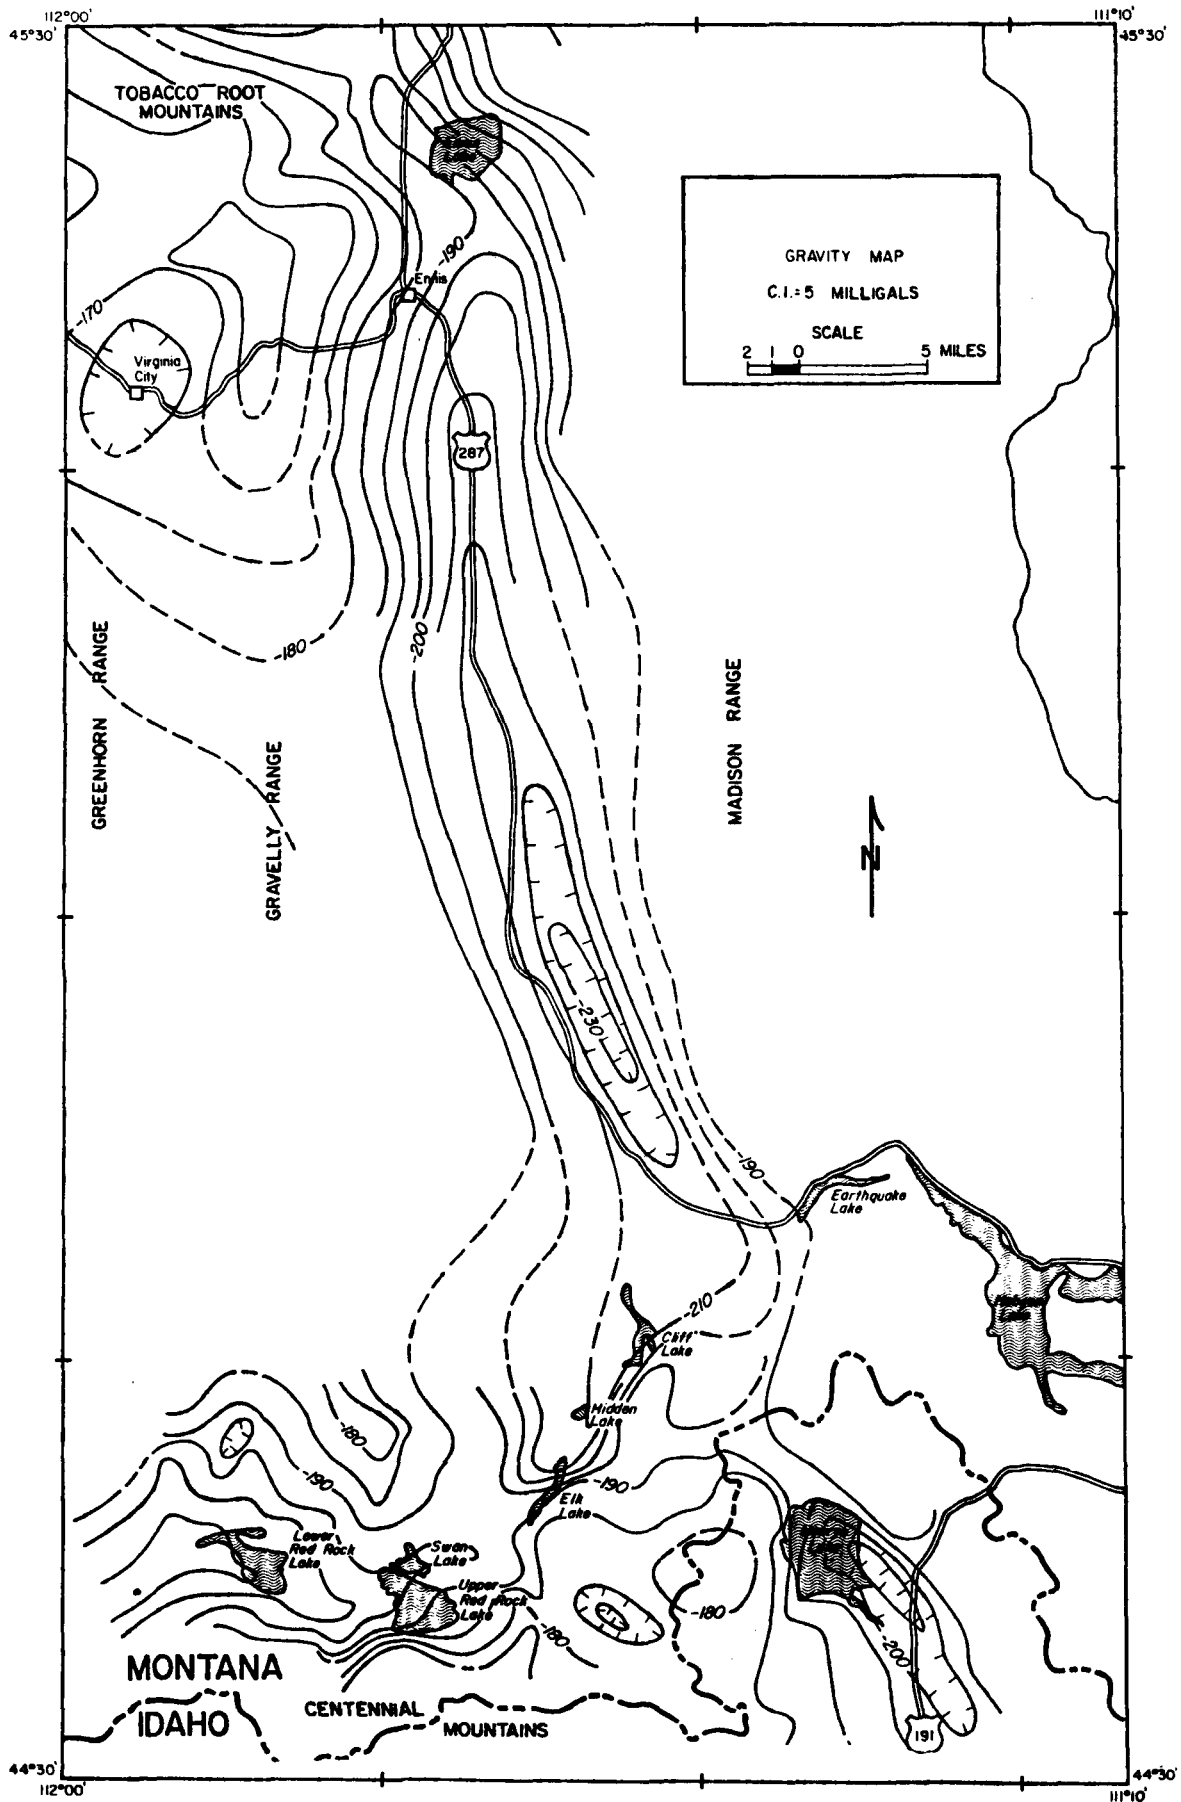 112°00'
111°10'
45°30'
45°30'
TOBACCO ROOT
MOUNTAINS
Lake
-190
Ennis
GRAVITY MAP
C.I.=5 MILLIGALS
SCALE
2 1 0 5 MILES
-170
Virginia
City
287
-200
-180
GREENHORN RANGE
GRAVELLY RANGE
MADISON RANGE
N
-230
-190
Earthquake
Lake
-210
Cliff
Lake
Lake
Hidden
Lake
-180
-190
-190
Elk
Lake
Lower
Red Rock
Lake
Swan
Lake
Lake
Upper
Red Rock
Lake
-180
-180
-200
MONTANA
IDAHO
CENTENNIAL
MOUNTAINS
191
44°30'
44°30'
112°00'
111°10'